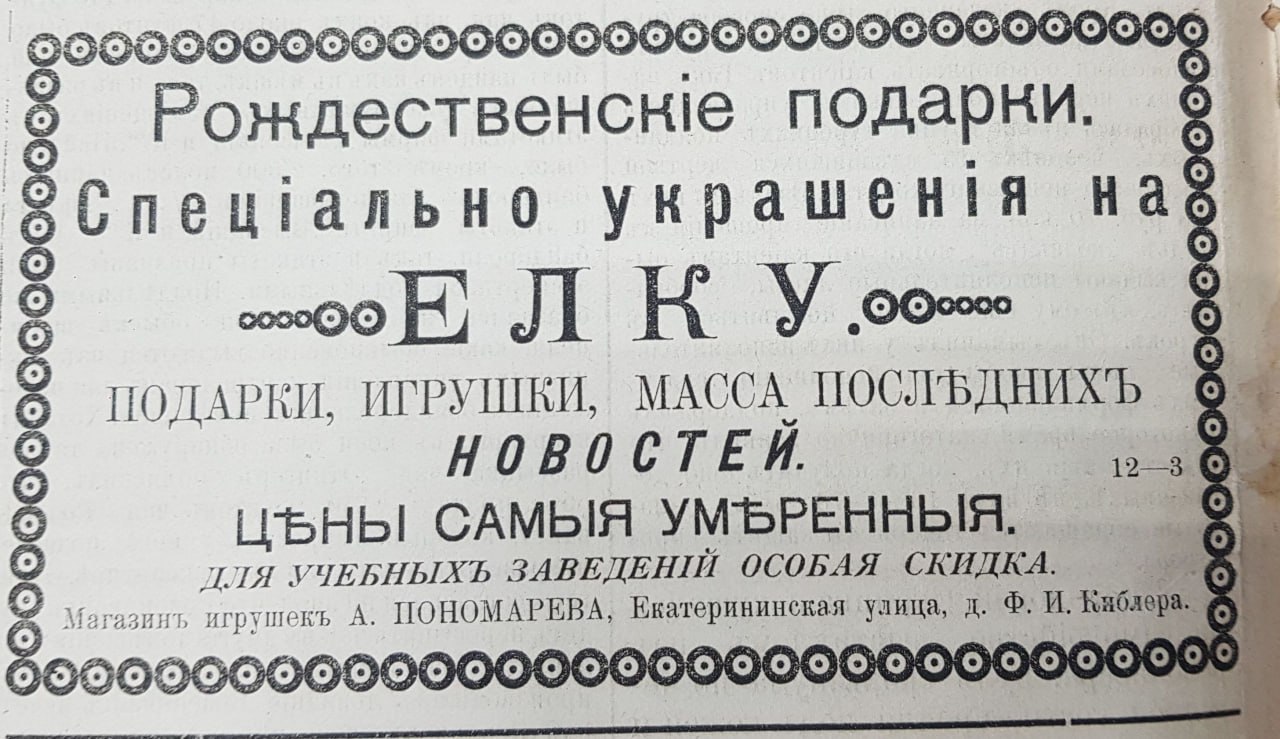 Рождественскіе подарки.
Спеціально украшенія на
ЕЛКУ.
ПОДАРКИ, ИГРУШКИ, МАССА ПОСЛѢДНИХЪ
НОВОСТЕЙ.
12—3
ЦѢНЫ САМЫЯ УМѢРЕННЫЯ.
ДЛЯ УЧЕБНЫХЪ ЗАВЕДЕНІЙ ОСОБАЯ СКИДКА.
Магазинъ игрушекъ А. ПОНОМАРЕВА, Екатерининская улица, д. Ф. И. Киблера.